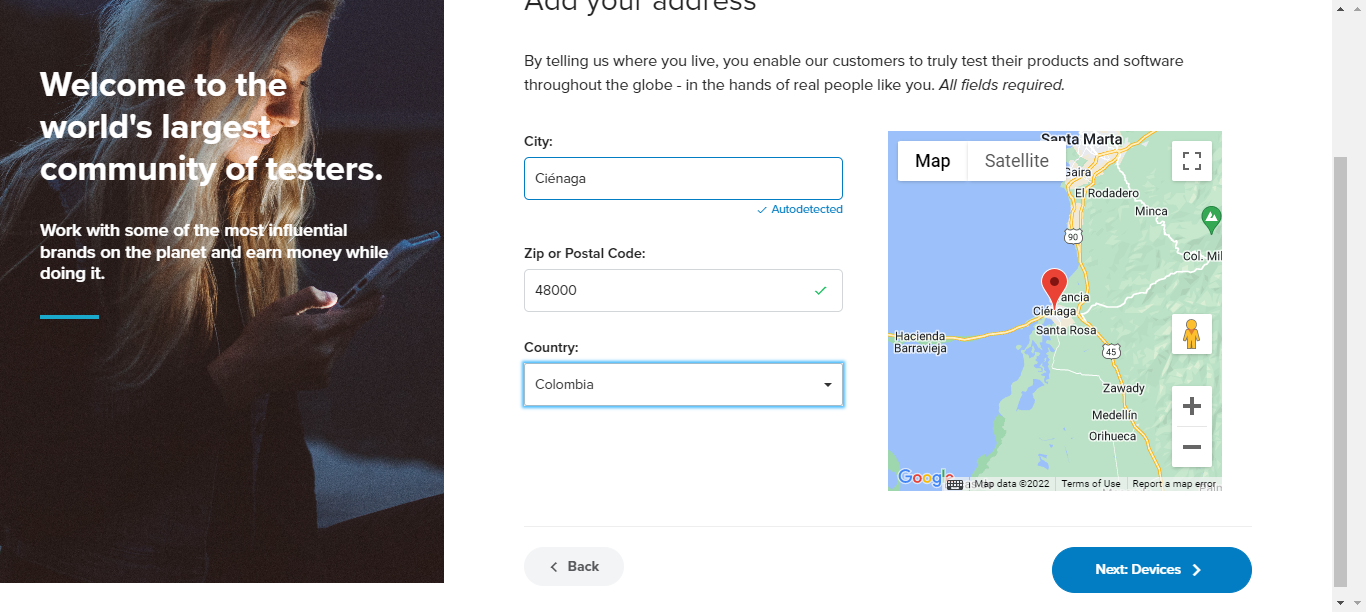 Add your address
Welcome to the
world's largest
community of testers.
Work with some of the most influential
brands on the planet and earn money while
doing it.
By telling us where you live, you enable our customers to truly test their products and software
throughout the globe - in the hands of real people like you. All fields required.
City:
Ciénaga
Autodetected
Zip or Postal Code:
48000
Country:
Colombia
Map
Satellite
Santa Marta
Gaira
El Rodadero
Minca
90
Col. Mil
ancia
Ciénaga
Santa Rosa
Hacienda
Barravieja
45
Zawady
Medellín
Orihueca
Google
Map data ©2022
Terms of Use
Report a map error
Back
Next: Devices